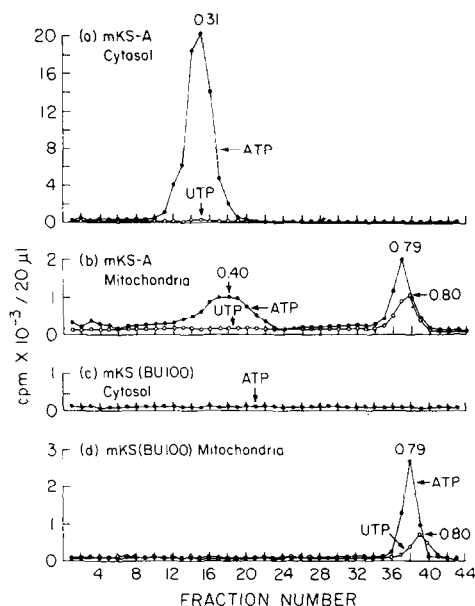 0.31
20
(a) mKS-A
Cytosol
16
12
ATP
8
UTP
4
0
(b) mKS-A
Mitochondria
0.79
2
0.40
UTP
ATP
0.80
1
0
(c) mKS (BU100)
Cytosol
ATP
1
0
(d) mKS(BU100) Mitochondria
0.79
3
ATP
2
UTP
0.80
1
0
cpm X 10⁻³ / 20 μl
4 8 12 16 20 24 28 32 36 40 44
FRACTION NUMBER